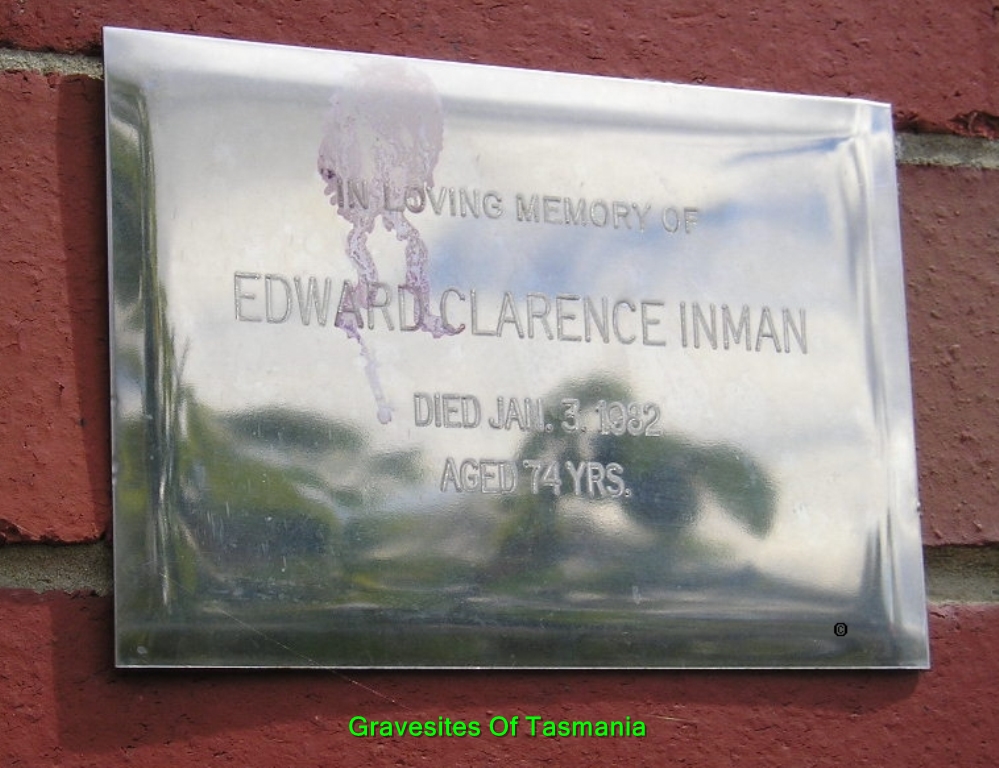 IN LOVING MEMORY OF
EDWARD CLARENCE INMAN
DIED JAN. 3. 1982
AGED 74 YRS.
©
Gravesites Of Tasmania